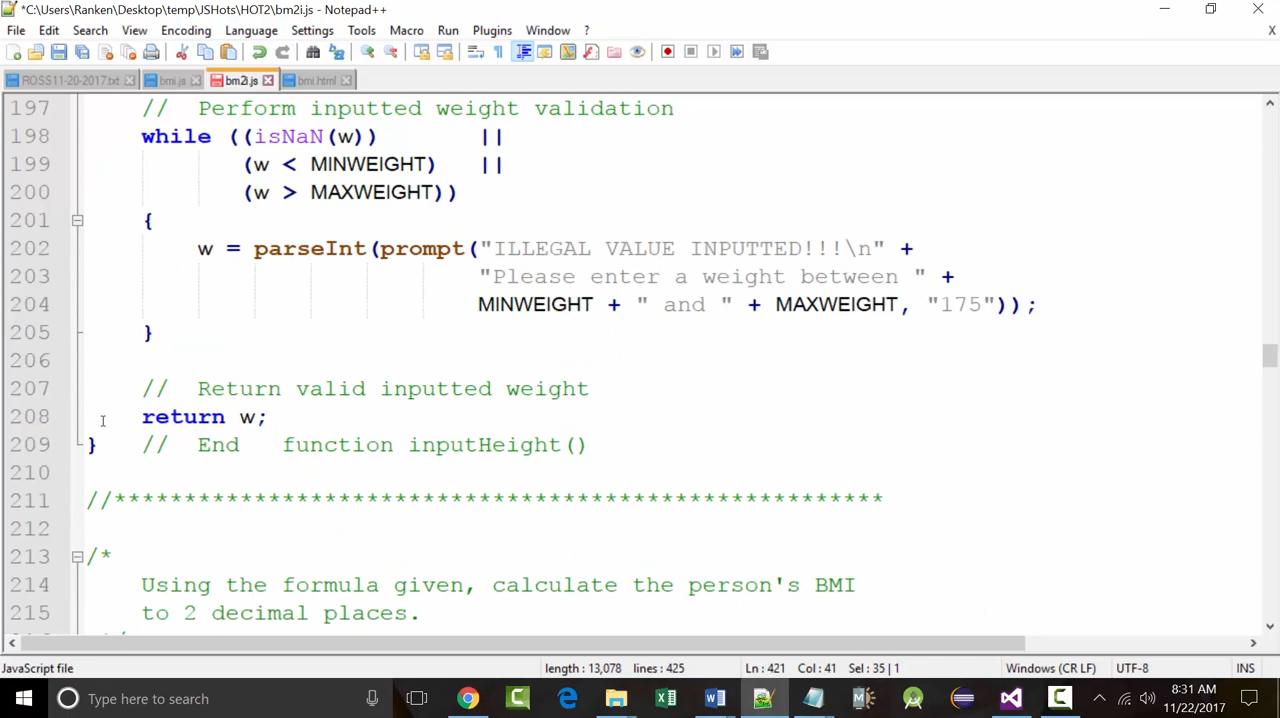 *C:\Users\Ranken\Desktop\temp\JSHots\HOT2\bm2i.js - Notepad++
File Edit Search View Encoding Language Settings Tools Macro Run Plugins Window ?
ROSS11-20-2017.txt bmi.js bm2i.js bmi.html
197 // Perform inputted weight validation
198 while ((isNaN(w)) ||
199 (w < MINWEIGHT) ||
200 (w > MAXWEIGHT))
201 {
202 w = parseInt(prompt("ILLEGAL VALUE INPUTTED!!!\n" +
203 "Please enter a weight between " +
204 MINWEIGHT + " and " + MAXWEIGHT, "175"));
205 }
206
207 // Return valid inputted weight
208 return w;
209 } // End function inputHeight()
210
211 //*******************************************************
212
213 /*
214 Using the formula given, calculate the person's BMI
215 to 2 decimal places.
JavaScript file length : 13,078 lines : 425 Ln : 421 Col : 41 Sel : 35 | 1 Windows (CR LF) UTF-8 INS
Type here to search 8:31 AM
11/22/2017